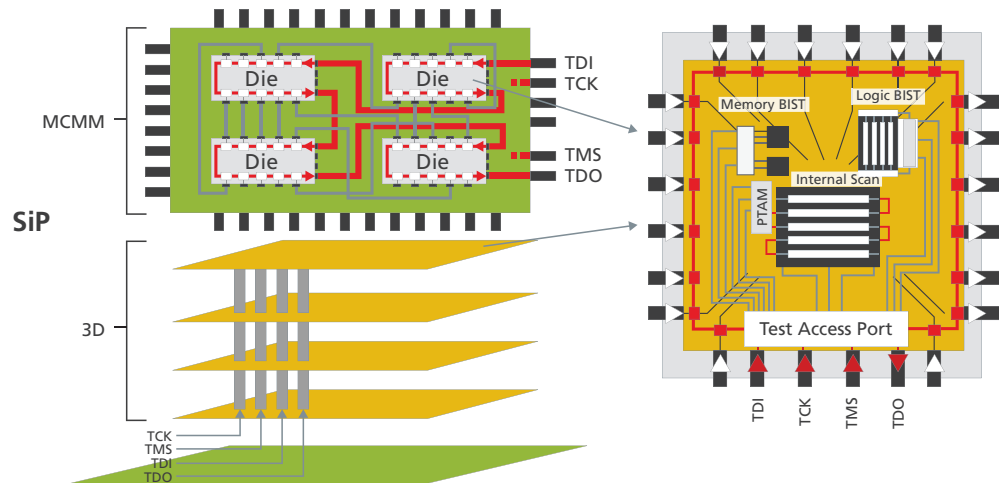 SiP
MCMM
Die
Die
Die
Die
TDI
TCK
TMS
TDO
3D
TCK
TMS
TDI
TDO
Memory BIST
Logic BIST
Internal Scan
PTAM
Test Access Port
TDI
TCK
TMS
TDO